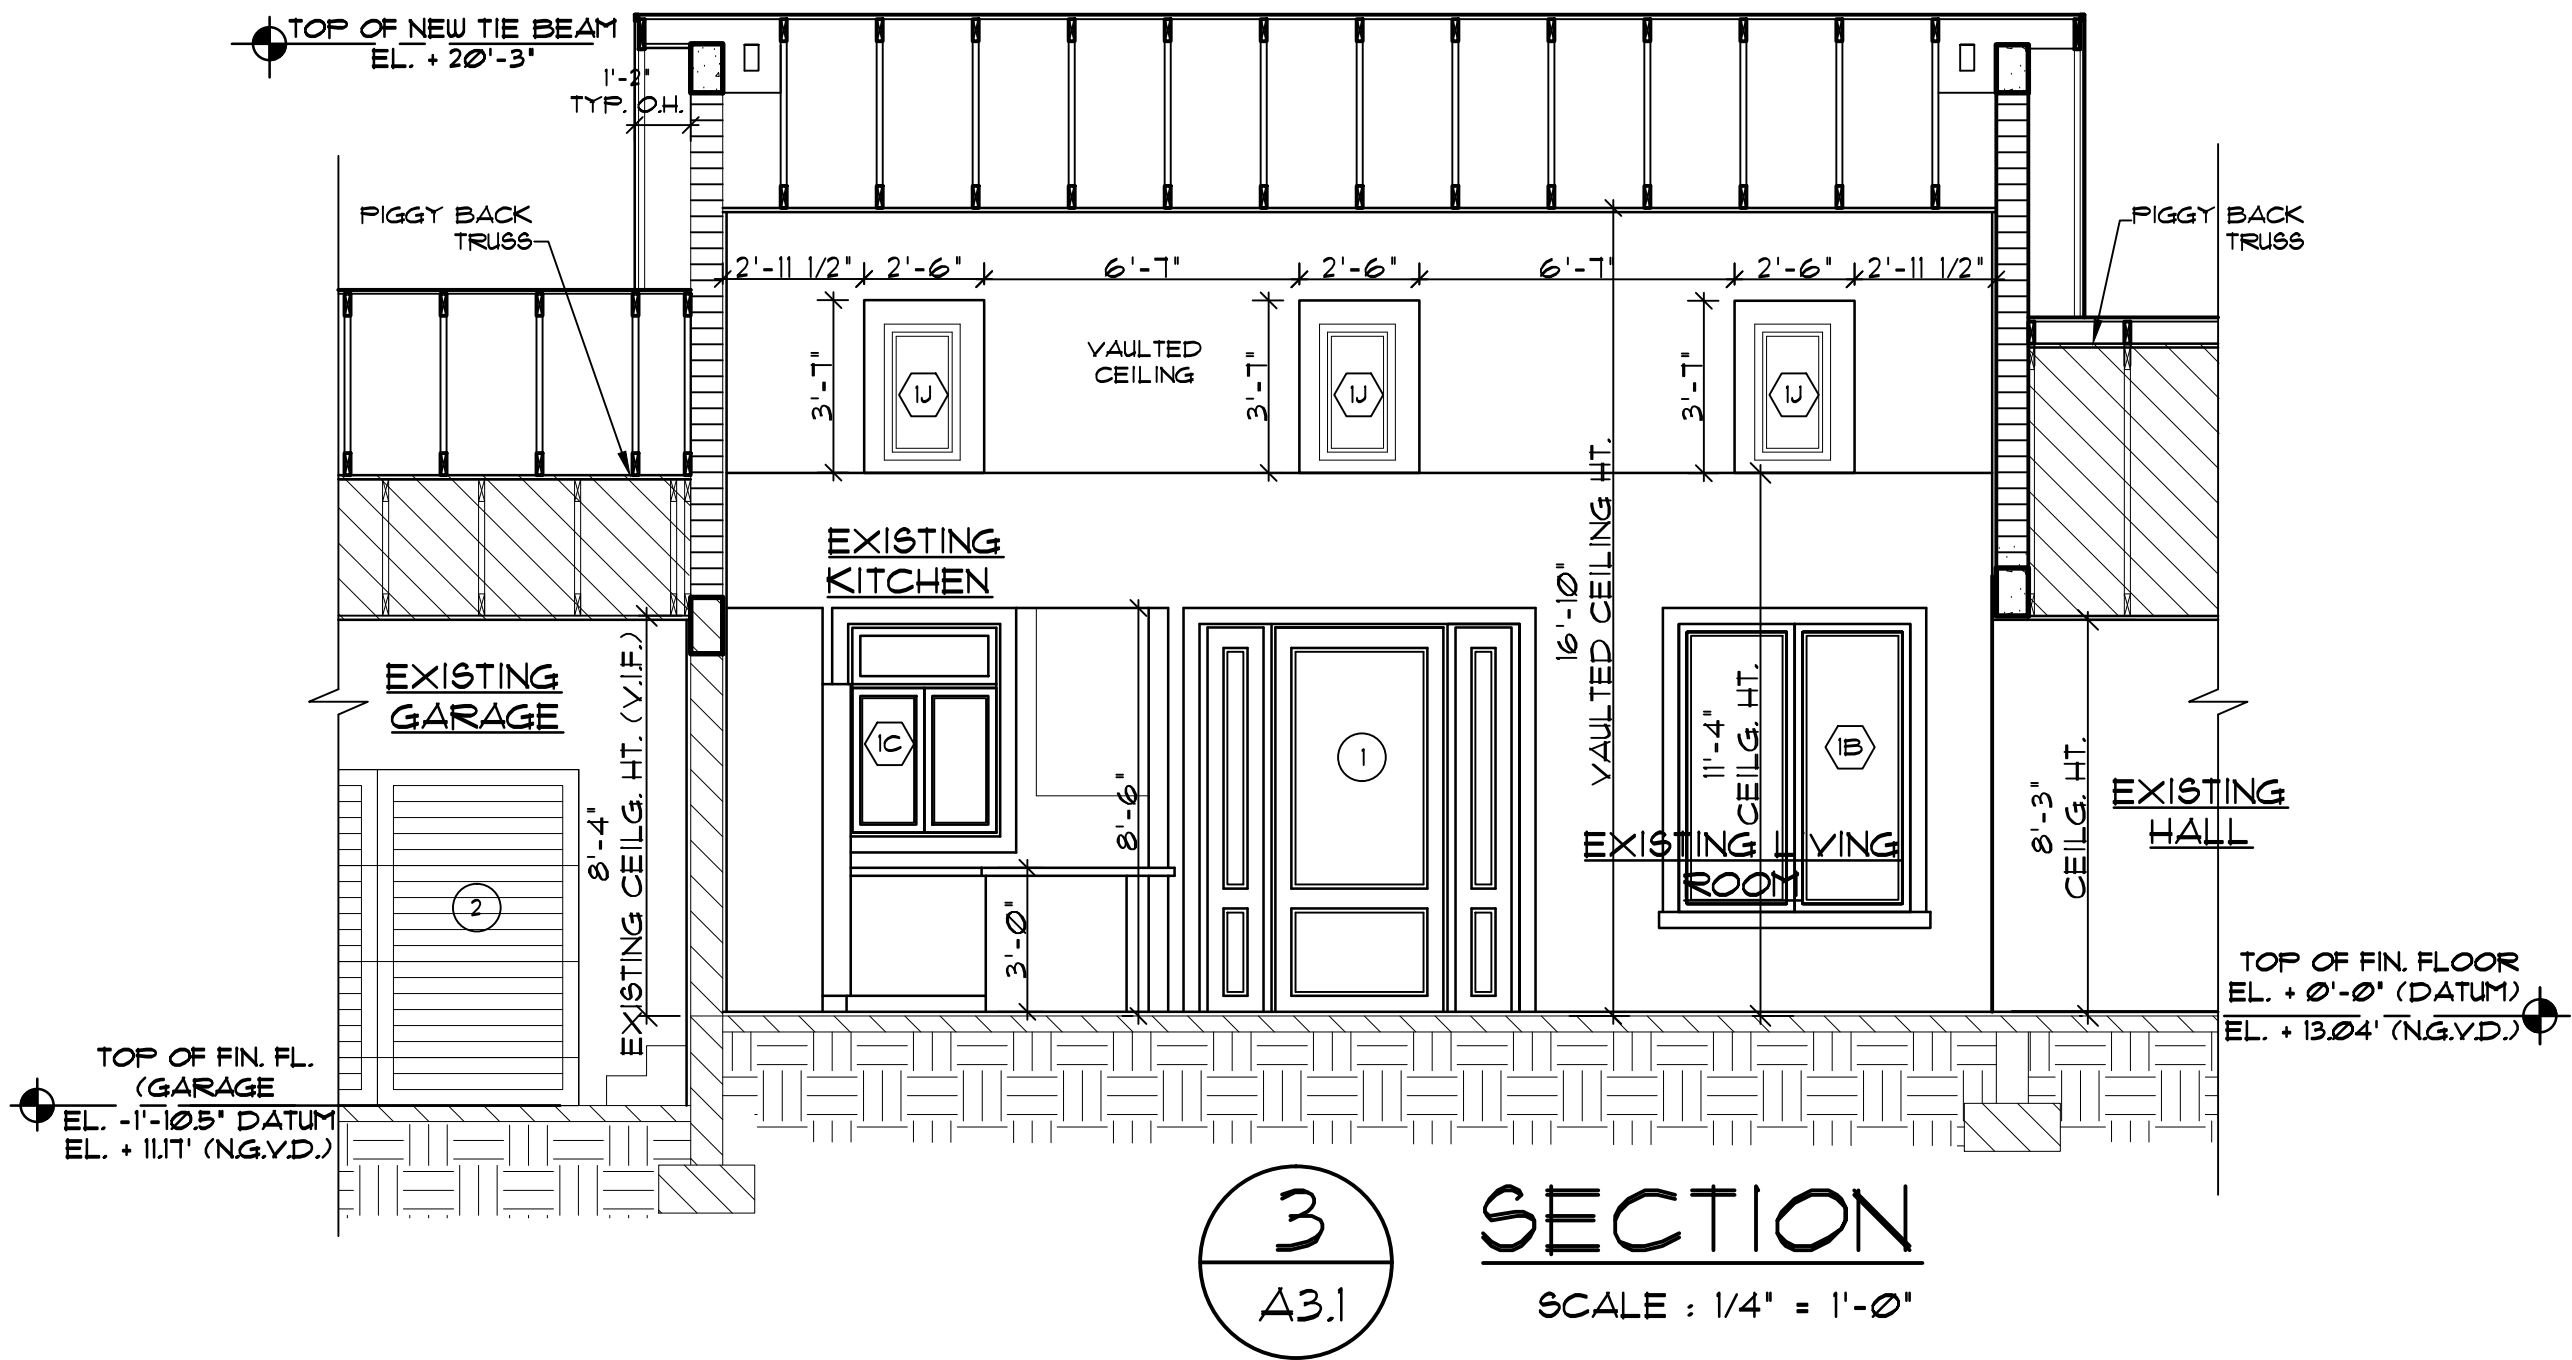 TOP OF NEW TIE BEAM
EL. + 20'-3"
1'-2"
TYP. O.H.
PIGGY BACK
TRUSS
PIGGY BACK
TRUSS
2'-11 1/2"
2'-6"
6'-7"
2'-6"
6'-7"
2'-6"
2'-11 1/2"
3'-7"
1J
VAULTED
CEILING
3'-7"
1J
3'-7"
1J
EXISTING
KITCHEN
16'-10"
VAULTED CEILING HT.
EXISTING
GARAGE
8'-4"
EXISTING CEILG. HT. (V.I.F.)
1C
8'-6"
1
11'-4"
CEILG. HT.
1B
EXISTING LIVING
ROOM
8'-3"
CEILG. HT.
EXISTING
HALL
2
3'-0"
TOP OF FIN. FLOOR
EL. + 0'-0" (DATUM)
EL. + 13.04' (N.G.V.D.)
TOP OF FIN. FL.
(GARAGE
EL. -1'-10.5" DATUM
EL. + 11.17' (N.G.V.D.)
3
A3.1
SECTION
SCALE : 1/4" = 1'-0"